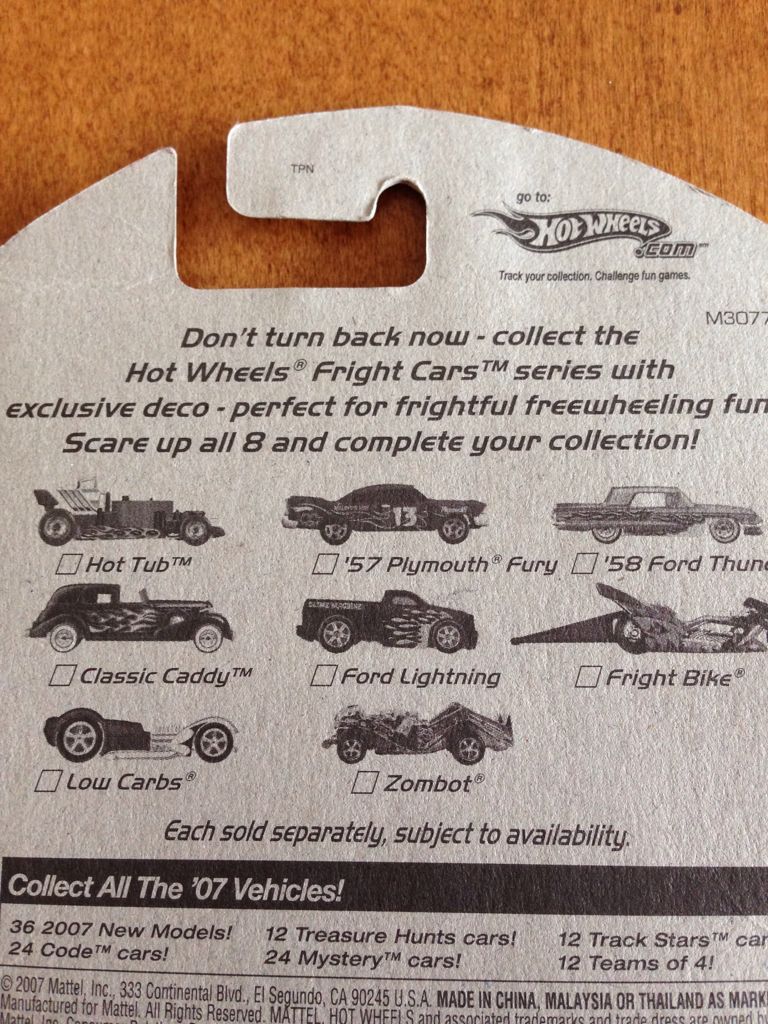 TPN
go to:
HOT WHEELS
.COM™
Track your collection. Challenge fun games.
M3077
Don't turn back now - collect the
Hot Wheels® Fright Cars™ series with
exclusive deco - perfect for frightful freewheeling fun
Scare up all 8 and complete your collection!
13
Hot Tub™
'57 Plymouth® Fury
'58 Ford Thun
Classic Caddy™
Ford Lightning
Fright Bike®
Low Carbs®
Zombot®
Each sold separately, subject to availability.
Collect All The '07 Vehicles!
36 2007 New Models! 12 Treasure Hunts cars! 12 Track Stars™ car
24 Code™ cars! 24 Mystery™ cars! 12 Teams of 4!
© 2007 Mattel, Inc., 333 Continental Blvd., El Segundo, CA 90245 U.S.A. MADE IN CHINA, MALAYSIA OR THAILAND AS MARK
Manufactured for Mattel. All Rights Reserved. MATTEL, HOT WHEELS and associated trademarks and trade dress are owned b